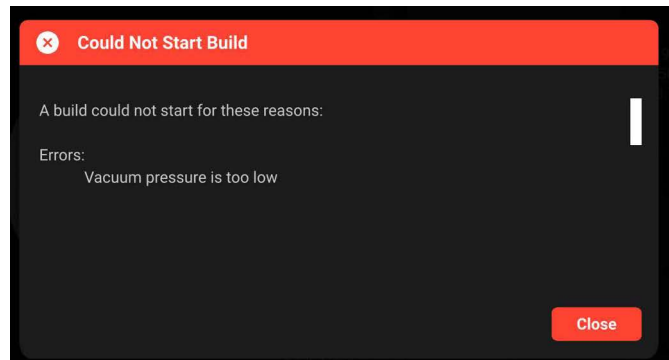 Could Not Start Build
A build could not start for these reasons:
Errors:
Vacuum pressure is too low
Close